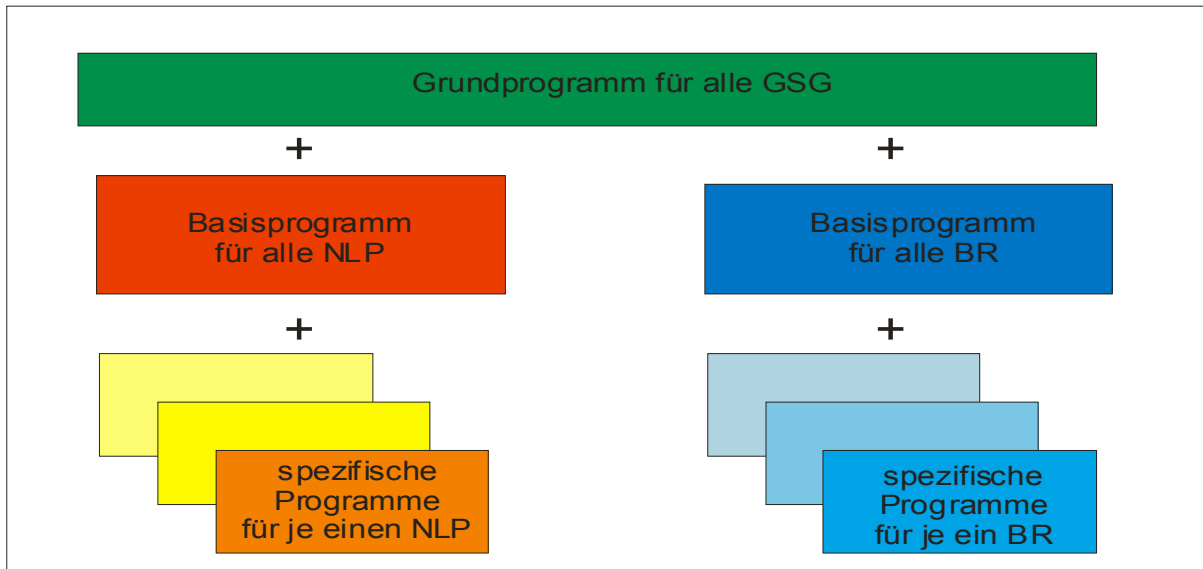 Grundprogramm für alle GSG
+
+
Basisprogramm
für alle NLP
Basisprogramm
für alle BR
+
+
spezifische
Programme
für je einen NLP
spezifische
Programme
für je ein BR